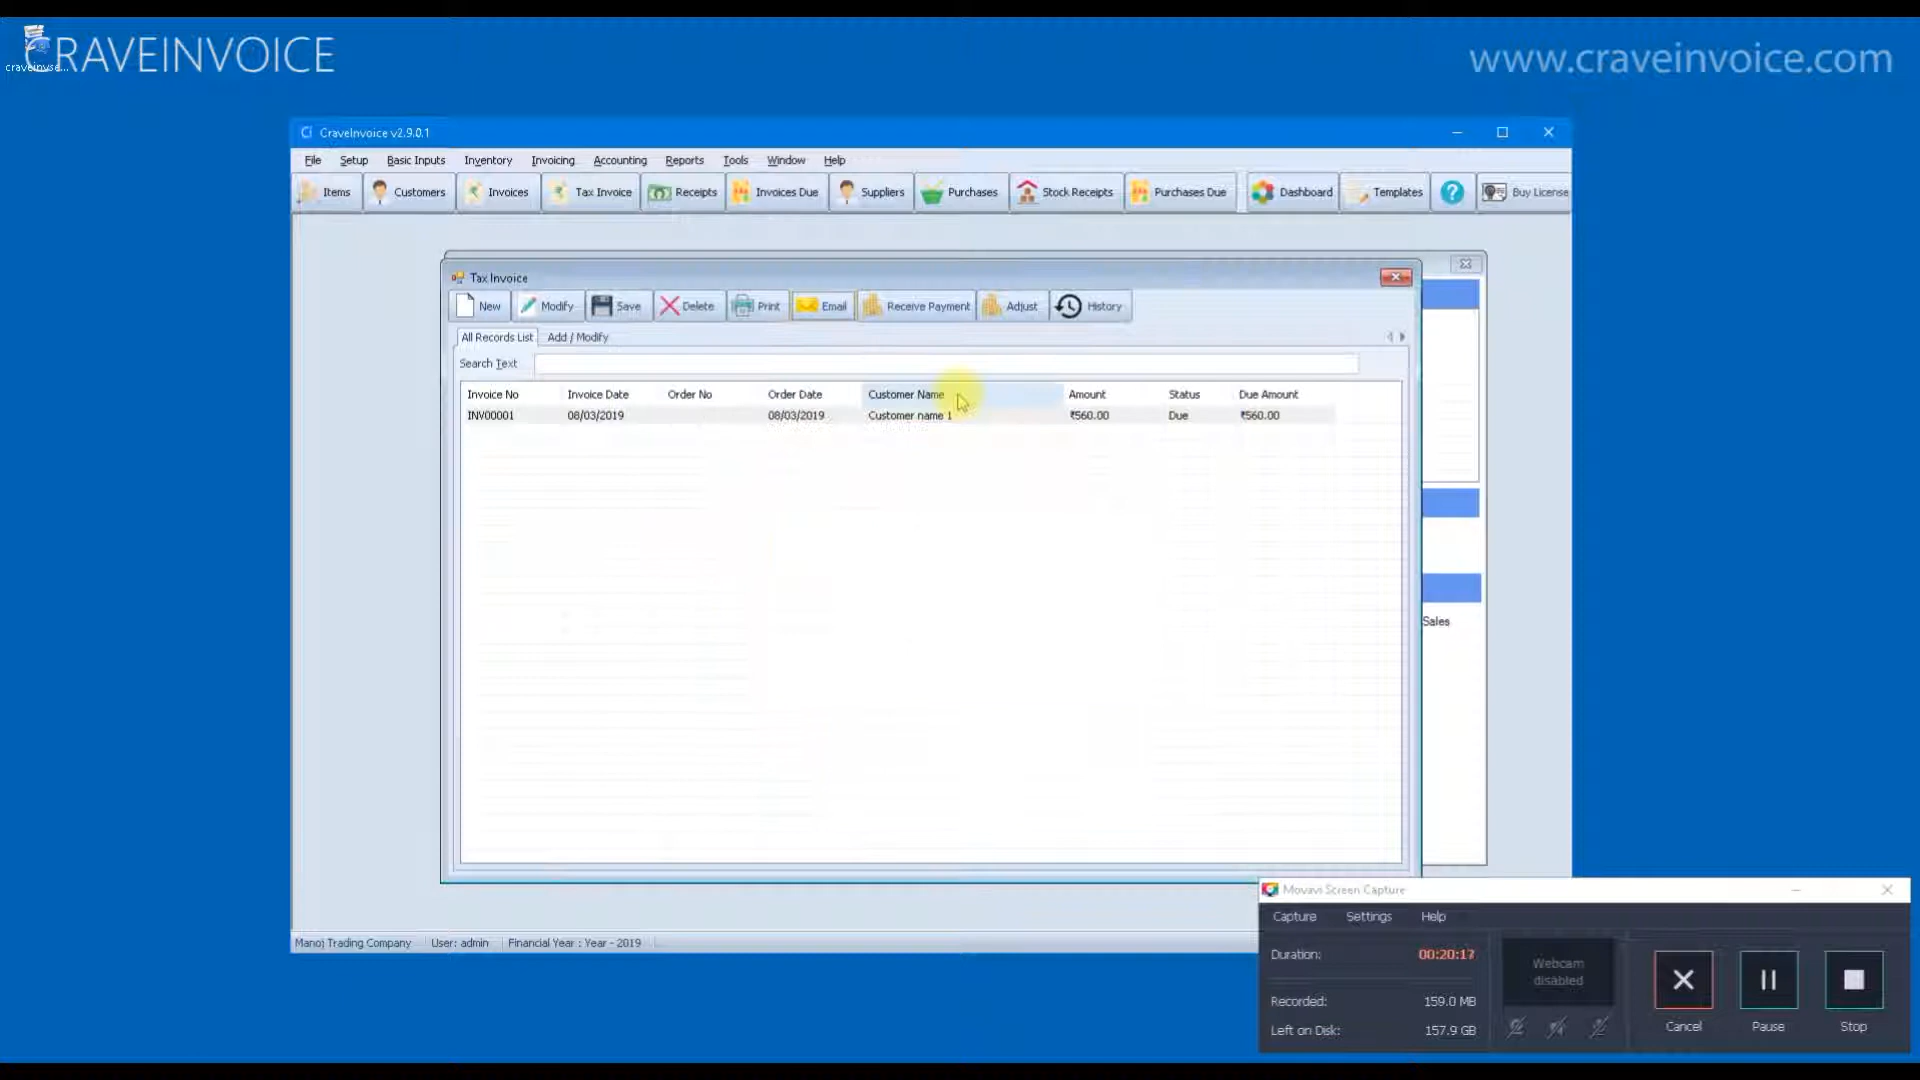 CRAVEINVOICE
www.craveinvoice.com
CraveInvoice v2.9.0.1
File Setup Basic Inputs Inventory Invoicing Accounting Reports Tools Window Help
Items Customers Invoices Tax Invoice Receipts Invoices Due Suppliers Purchases Stock Receipts Purchases Due Dashboard Templates ? Buy License
Tax Invoice
New Modify Save Delete Print Email Receive Payment Adjust History
All Records List Add / Modify
Search Text
Invoice No Invoice Date Order No Order Date Customer Name Amount Status Due Amount
INV00001 08/03/2019 08/03/2019 Customer name 1 ₹560.00 Due ₹560.00
Sales
Manoj Trading Company User: admin Financial Year : Year - 2019
Movavi Screen Capture
Capture Settings Help
Duration: 00:20:17
Webcam
disabled
Recorded: 159.0 MB
Left on Disk: 157.9 GB
Cancel Pause Stop